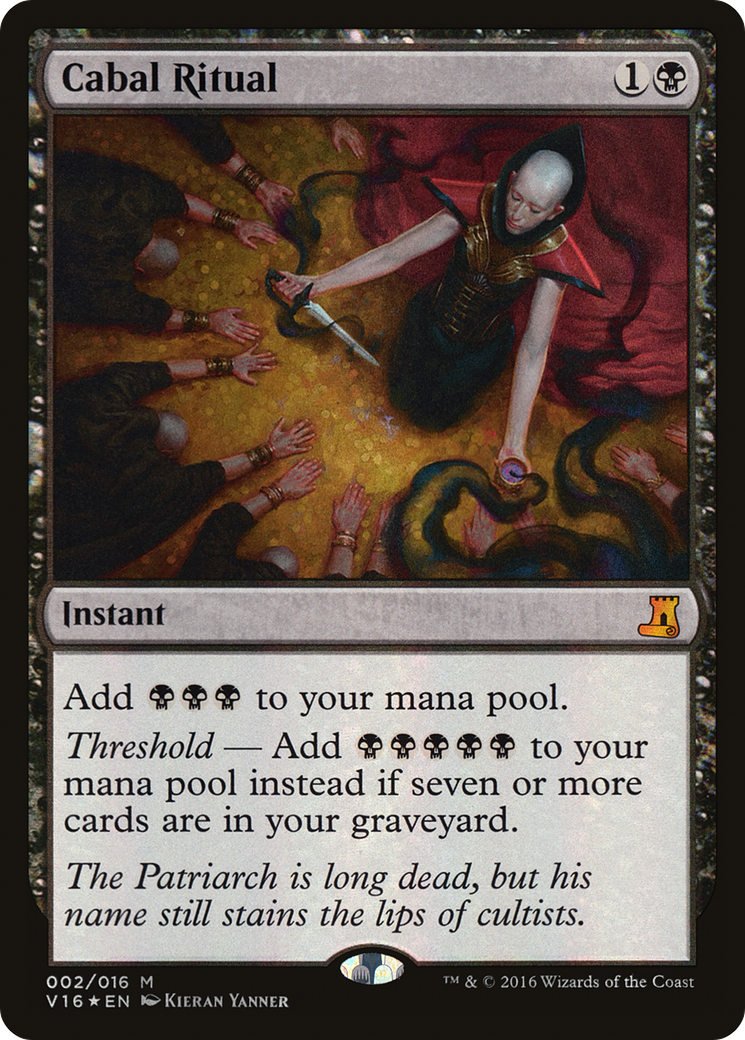 Cabal Ritual 1
Instant
Add to your mana pool.
Threshold — Add to your
mana pool instead if seven or more
cards are in your graveyard.
The Patriarch is long dead, but his
name still stains the lips of cultists.
002/016 M
V16★EN Kieran Yanner
™ & © 2016 Wizards of the Coast